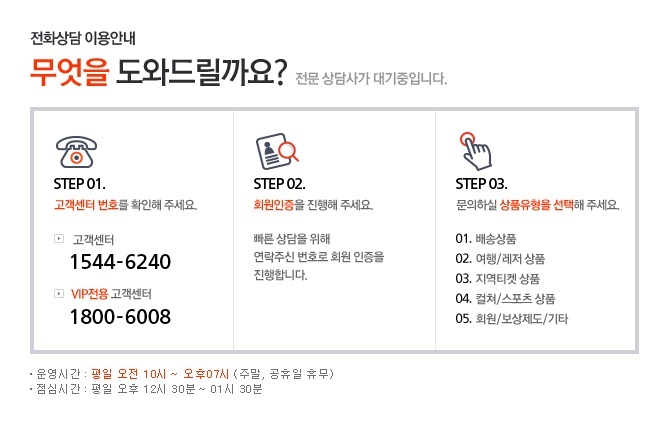 전화상담 이용안내
무엇을 도와드릴까요? 전문 상담사가 대기중입니다.
STEP 01.
고객센터 번호를 확인해 주세요.
고객센터
1544-6240
VIP전용 고객센터
1800-6008
STEP 02.
회원인증을 진행해 주세요.
빠른 상담을 위해
연락주신 번호로 회원 인증을
진행합니다.
STEP 03.
문의하실 상품유형을 선택해 주세요.
01. 배송상품
02. 여행/레저 상품
03. 지역티켓 상품
04. 컬쳐/스포츠 상품
05. 회원/보상제도/기타
· 운영시간 : 평일 오전 10시 ~ 오후07시 (주말, 공휴일 휴무)
· 점심시간 : 평일 오후 12시 30분 ~ 01시 30분